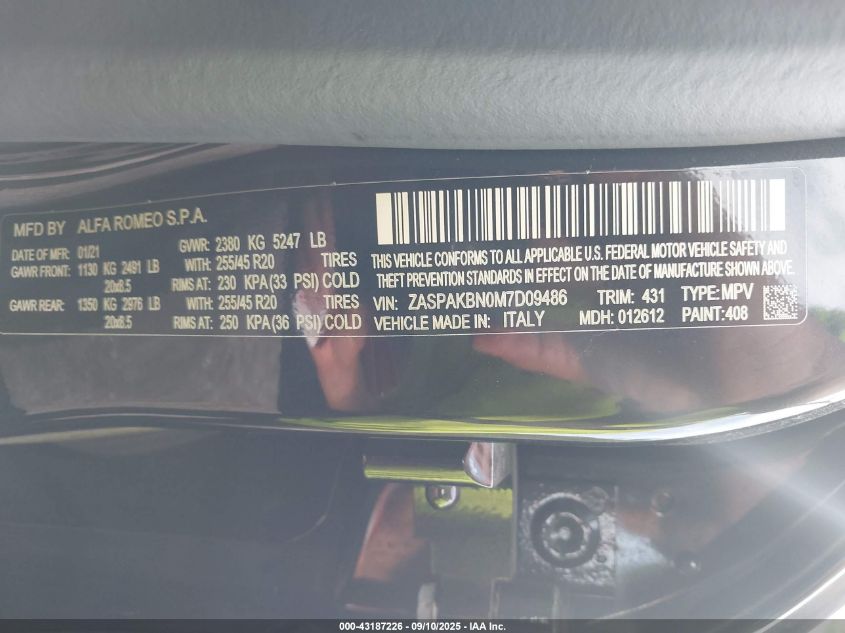 MFD BY ALFA ROMEO S.P.A.
DATE OF MFR: 01/21 GVWR: 2380 KG 5247 LB
GAWR FRONT: 1130 KG 2491 LB WITH: 255/45 R20 TIRES
20x8.5 RIMS AT: 230 KPA(33 PSI) COLD
GAWR REAR: 1350 KG 2976 LB WITH: 255/45 R20 TIRES
20x8.5 RIMS AT: 250 KPA(36 PSI) COLD
THIS VEHICLE CONFORMS TO ALL APPLICABLE U.S. FEDERAL MOTOR VEHICLE SAFETY AND
THEFT PREVENTION STANDARDS IN EFFECT ON THE DATE OF MANUFACTURE SHOWN ABOVE.
VIN: ZASPAKBN0M7D09486 TRIM: 431 TYPE: MPV
VEHICLE MADE IN: ITALY MDH: 012612 PAINT:408
000-43187226 - 09/10/2025 - IAA Inc.